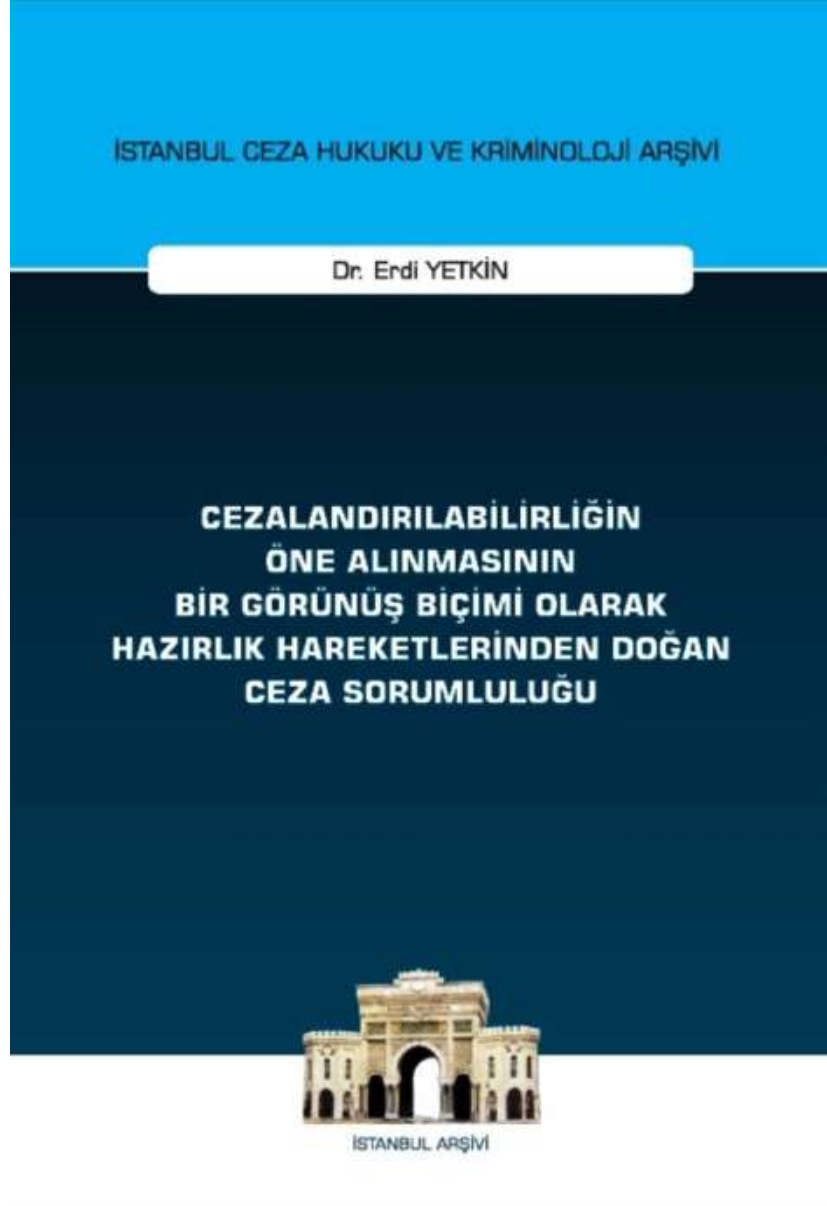 İSTANBUL CEZA HUKUKU VE KRİMİNOLOJİ ARŞİVİ
Dr. Erdi YETKİN
CEZALANDIRILABİLİRLİĞİN
ÖNE ALINMASININ
BİR GÖRÜNÜŞ BİÇİMİ OLARAK
HAZIRLIK HAREKETLERİNDEN DOĞAN
CEZA SORUMLULUĞU
İSTANBUL ARŞİVİ